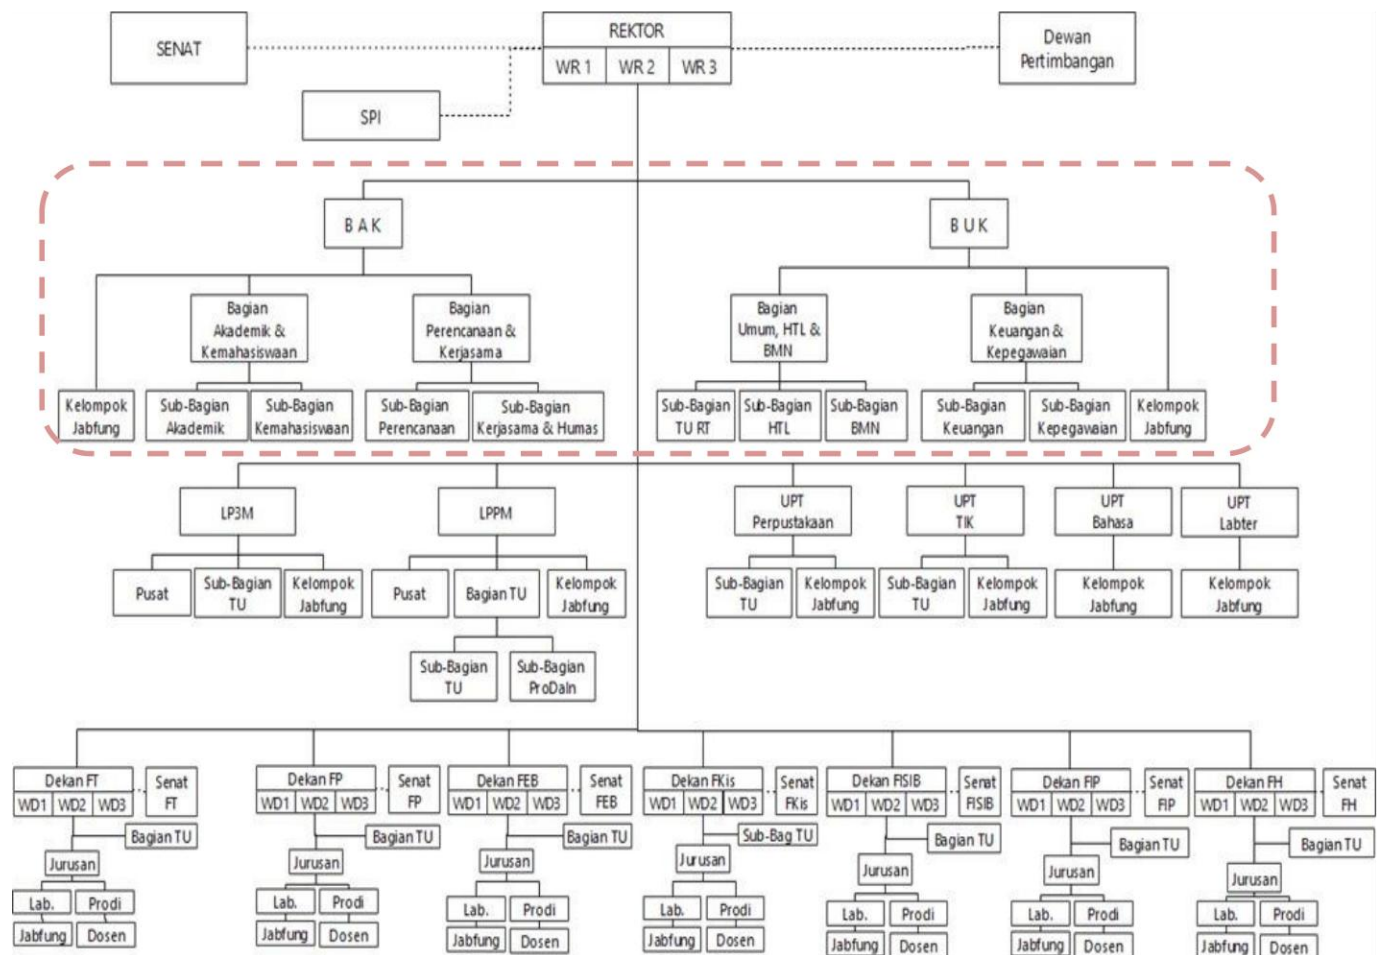 REKTOR
SENAT
WR 1 WR 2 WR 3
Dewan
Pertimbangan
SPI
B A K
B U K
Bagian
Akademik &
Kemahasiswaan
Bagian
Perencanaan &
Kerjasama
Bagian
Umum, HTL &
BMN
Bagian
Keuangan &
Kepegawaian
Kelompok
Jabfung
Sub-Bagian
Akademik
Sub-Bagian
Kemahasiswaan
Sub-Bagian
Perencanaan
Sub-Bagian
Kerjasama & Humas
Sub-Bagian
TU RT
Sub-Bagian
HTL
Sub-Bagian
BMN
Sub-Bagian
Keuangan
Sub-Bagian
Kepegawaian
Kelompok
Jabfung
LP3M
LPPM
UPT
Perpustakaan
UPT
TIK
UPT
Bahasa
UPT
Labter
Pusat
Sub-Bagian
TU
Kelompok
Jabfung
Pusat
Bagian TU
Kelompok
Jabfung
Sub-Bagian
TU
Kelompok
Jabfung
Sub-Bagian
TU
Kelompok
Jabfung
Kelompok
Jabfung
Kelompok
Jabfung
Sub-Bagian
TU
Sub-Bagian
ProDaIn
Dekan FT
WD1 WD2 WD3
Senat
FT
Bagian TU
Jurusan
Lab. Prodi
Jabfung Dosen
Dekan FP
WD1 WD2 WD3
Senat
FP
Bagian TU
Jurusan
Lab. Prodi
Jabfung Dosen
Dekan FEB
WD1 WD2 WD3
Senat
FEB
Bagian TU
Jurusan
Lab. Prodi
Jabfung Dosen
Dekan FKis
WD1 WD2 WD3
Senat
FKis
Sub-Bag TU
Jurusan
Lab. Prodi
Jabfung Dosen
Dekan FISIB
WD1 WD2 WD3
Senat
FISIB
Bagian TU
Jurusan
Lab. Prodi
Jabfung Dosen
Dekan FIP
WD1 WD2 WD3
Senat
FIP
Bagian TU
Jurusan
Lab. Prodi
Jabfung Dosen
Dekan FH
WD1 WD2 WD3
Senat
FH
Bagian TU
Jurusan
Lab. Prodi
Jabfung Dosen